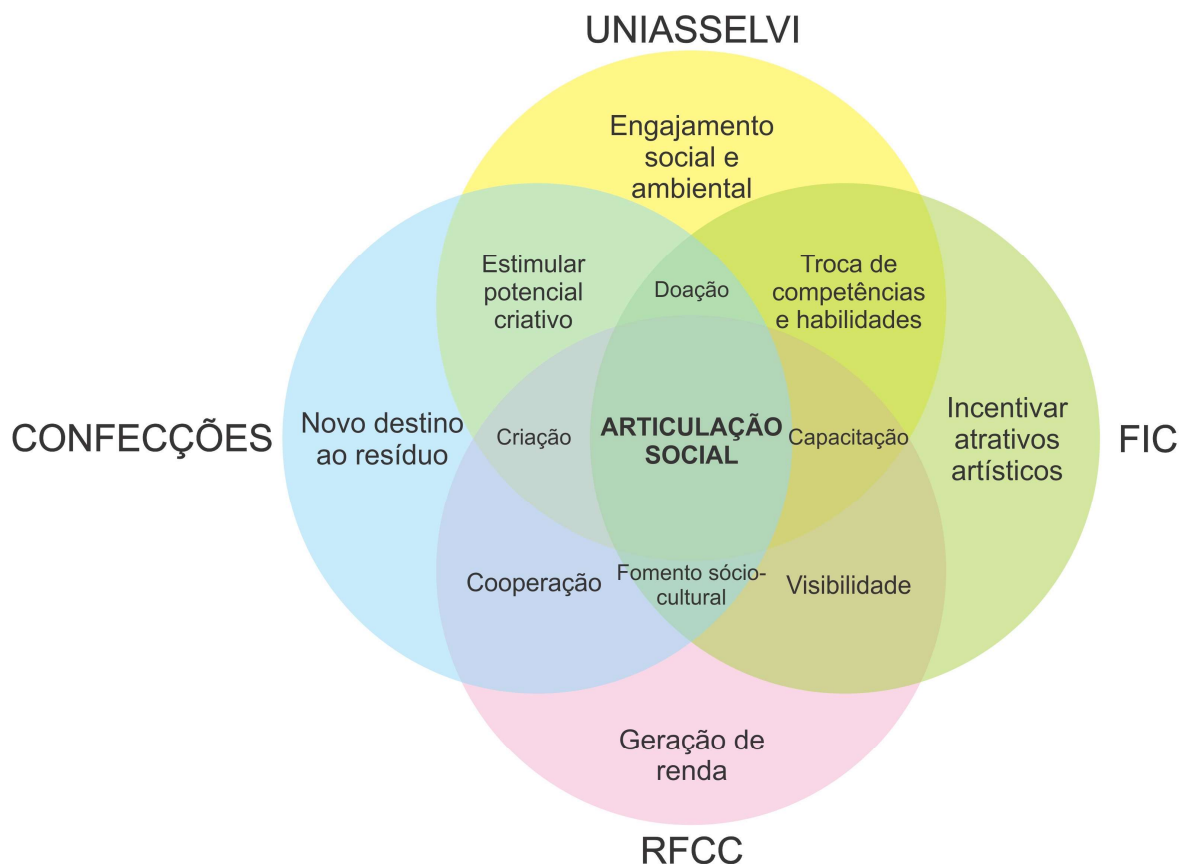 UNIASSELVI
Engajamento
social e
ambiental
Estimular
potencial
criativo
Doação
Troca de
competências
e habilidades
CONFECÇÕES
Novo destino
ao resíduo
Criação
ARTICULAÇÃO
SOCIAL
Capacitação
Incentivar
atrativos
artísticos
FIC
Cooperação
Fomento sócio-
cultural
Visibilidade
Geração de
renda
RFCC